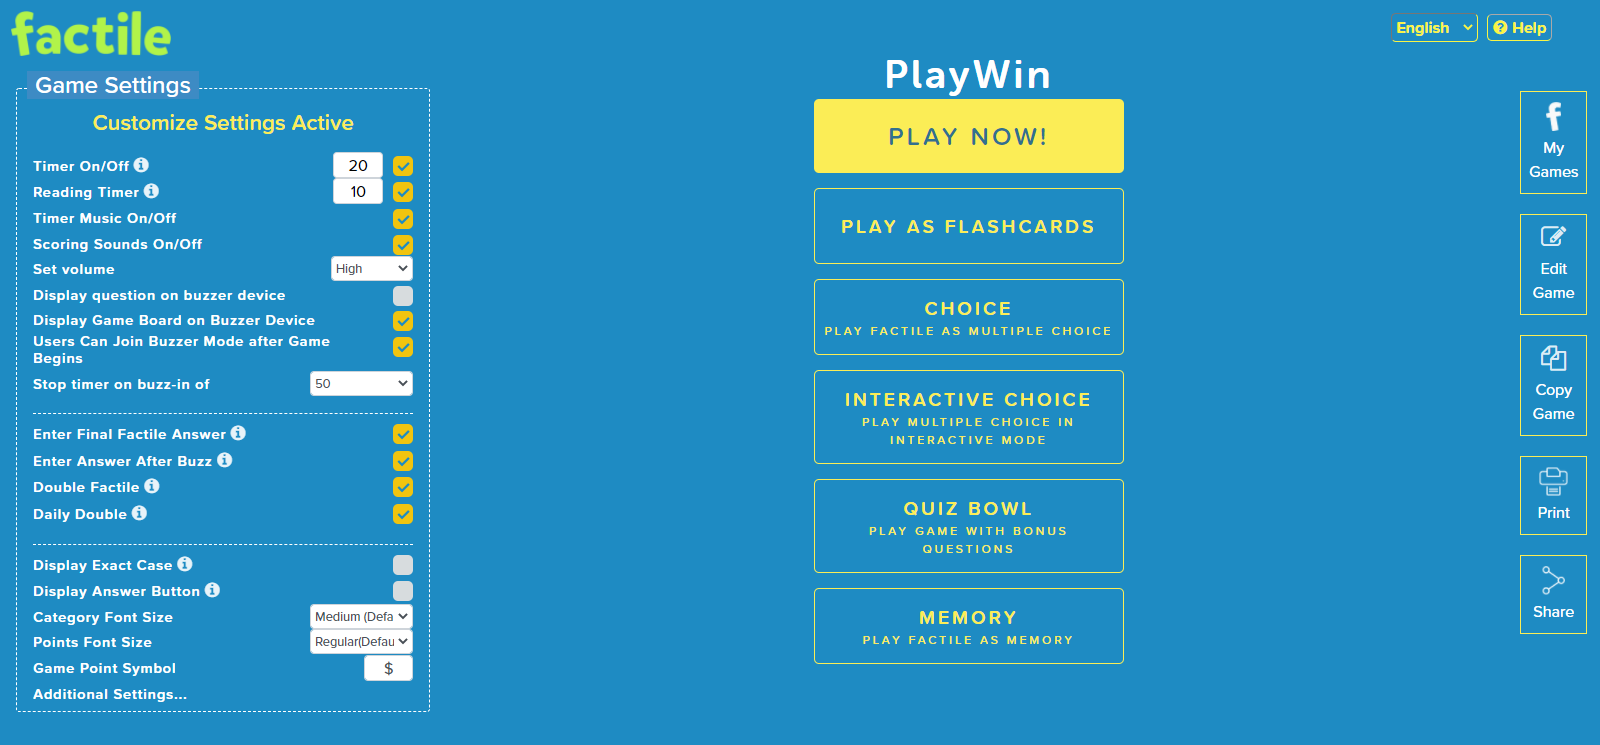 factile
English
Help
Game Settings
Customize Settings Active
Timer On/Off
20
Reading Timer
10
Timer Music On/Off
Scoring Sounds On/Off
Set volume
High
Display question on buzzer device
Display Game Board on Buzzer Device
Users Can Join Buzzer Mode after Game
Begins
Stop timer on buzz-in of
50
Enter Final Factile Answer
Enter Answer After Buzz
Double Factile
Daily Double
Display Exact Case
Display Answer Button
Category Font Size
Medium (Defa
Points Font Size
Regular(Defau
Game Point Symbol
$
Additional Settings...
PlayWin
PLAY NOW!
PLAY AS FLASHCARDS
CHOICE
PLAY FACTILE AS MULTIPLE CHOICE
INTERACTIVE CHOICE
PLAY MULTIPLE CHOICE IN
INTERACTIVE MODE
QUIZ BOWL
PLAY GAME WITH BONUS
QUESTIONS
MEMORY
PLAY FACTILE AS MEMORY
My
Games
Edit
Game
Copy
Game
Print
Share